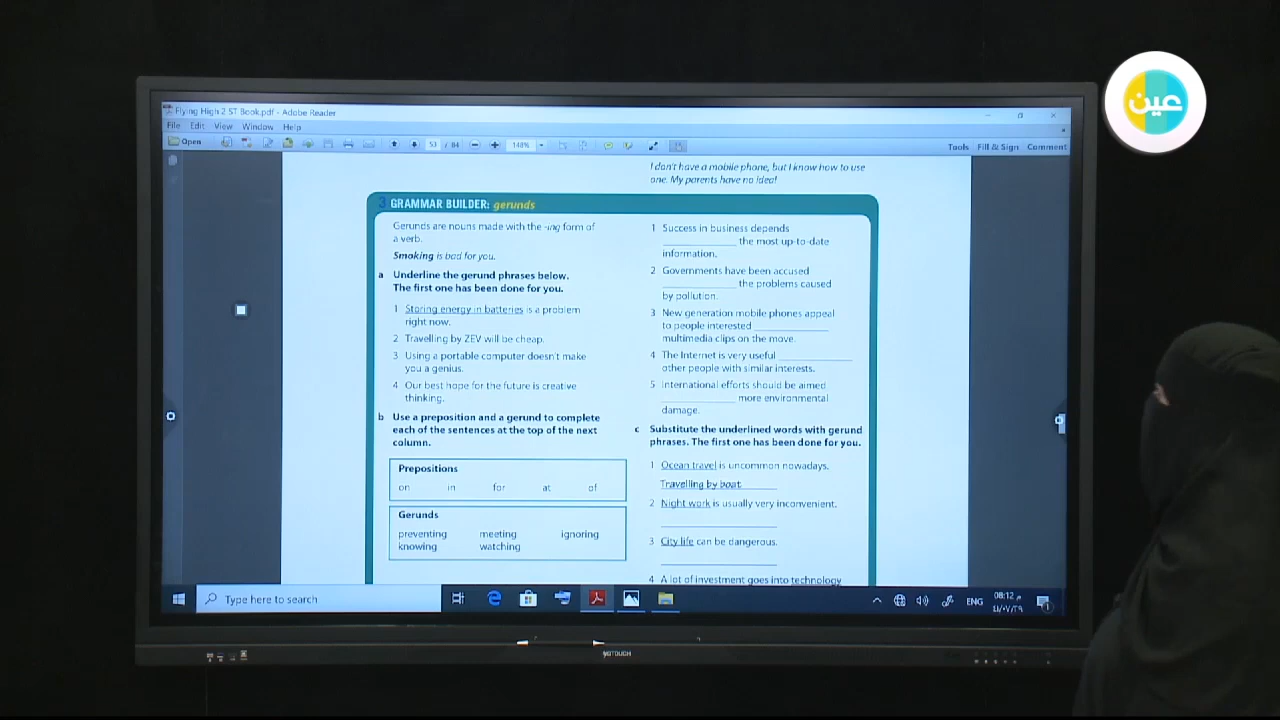 عين
Flying High 2 ST Book.pdf - Adobe Reader
File Edit View Window Help
Open
53 / 84
148%
Tools Fill & Sign Comment
I don't have a mobile phone, but I know how to use
one. My parents have no idea!
3 GRAMMAR BUILDER: gerunds
Gerunds are nouns made with the -ing form of
a verb.
Smoking is bad for you.
a Underline the gerund phrases below.
The first one has been done for you.
1 Storing energy in batteries is a problem
right now.
2 Travelling by ZEV will be cheap.
3 Using a portable computer doesn't make
you a genius.
4 Our best hope for the future is creative
thinking.
b Use a preposition and a gerund to complete
each of the sentences at the top of the next
column.
Prepositions
on in for at of
Gerunds
preventing meeting ignoring
knowing watching
1 Success in business depends
____________ the most up-to-date
information.
2 Governments have been accused
____________ the problems caused
by pollution.
3 New generation mobile phones appeal
to people interested ____________
multimedia clips on the move.
4 The Internet is very useful ____________
other people with similar interests.
5 International efforts should be aimed
____________ more environmental
damage.
c Substitute the underlined words with gerund
phrases. The first one has been done for you.
1 Ocean travel is uncommon nowadays.
Travelling by boat
2 Night work is usually very inconvenient.
3 City life can be dangerous.
4 A lot of investment goes into technology
Type here to search
ENG
08:12 م
MOTOUCH